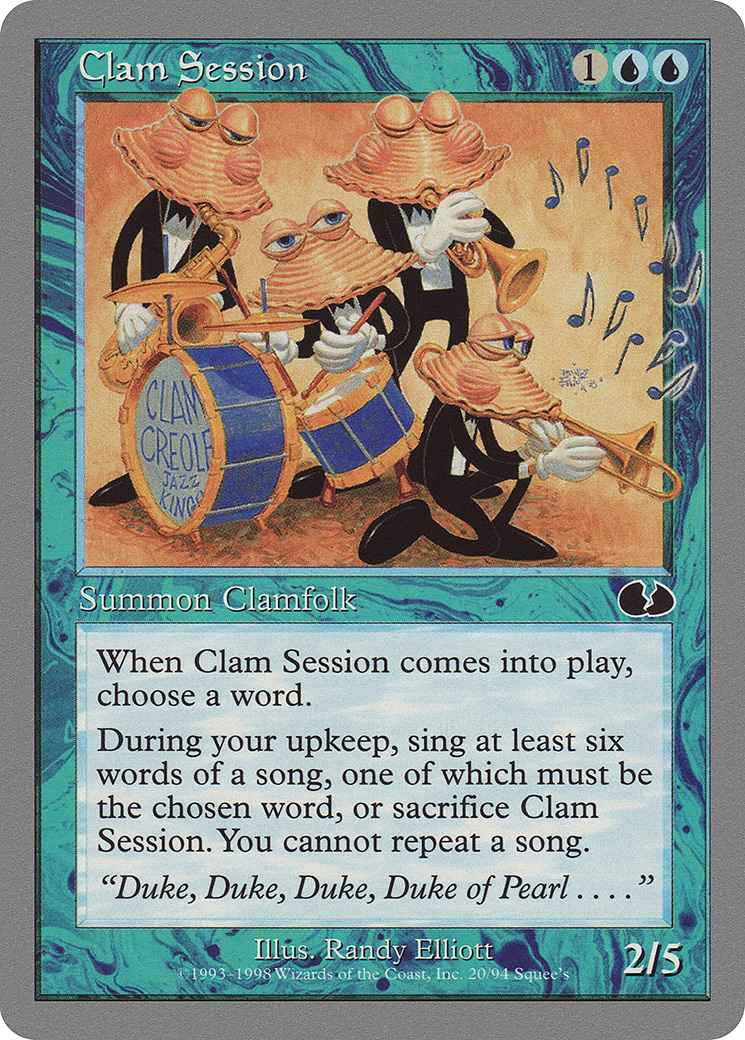 Clam Session
1
CLAM
CREOLE
JAZZ
KINGS
Summon Clamfolk
When Clam Session comes into play,
choose a word.
During your upkeep, sing at least six
words of a song, one of which must be
the chosen word, or sacrifice Clam
Session. You cannot repeat a song.
“Duke, Duke, Duke, Duke of Pearl . . . .”
Illus. Randy Elliott
©1993–1998 Wizards of the Coast, Inc. 20/94 Squee's
2/5